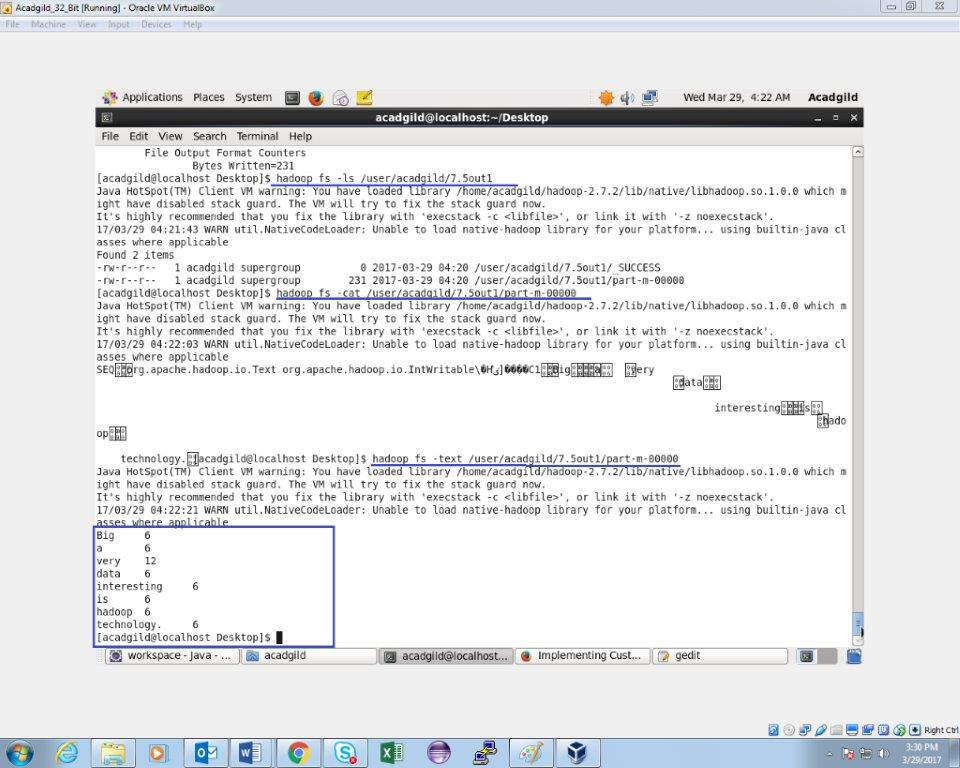 Acadgild_32_Bit [Running] - Oracle VM VirtualBox
File Machine View Input Devices Help
Applications Places System Wed Mar 29, 4:22 AM Acadgild
acadgild@localhost:~/Desktop
File Edit View Search Terminal Help
File Output Format Counters
Bytes Written=231
[acadgild@localhost Desktop]$ hadoop fs -ls /user/acadgild/7.5out1
Java HotSpot(TM) Client VM warning: You have loaded library /home/acadgild/hadoop-2.7.2/lib/native/libhadoop.so.1.0.0 which m
ight have disabled stack guard. The VM will try to fix the stack guard now.
It's highly recommended that you fix the library with 'execstack -c <libfile>', or link it with '-z noexecstack'.
17/03/29 04:21:43 WARN util.NativeCodeLoader: Unable to load native-hadoop library for your platform... using builtin-java cl
asses where applicable
Found 2 items
-rw-r--r-- 1 acadgild supergroup 0 2017-03-29 04:20 /user/acadgild/7.5out1/_SUCCESS
-rw-r--r-- 1 acadgild supergroup 231 2017-03-29 04:20 /user/acadgild/7.5out1/part-m-00000
[acadgild@localhost Desktop]$ hadoop fs -cat /user/acadgild/7.5out1/part-m-00000
Java HotSpot(TM) Client VM warning: You have loaded library /home/acadgild/hadoop-2.7.2/lib/native/libhadoop.so.1.0.0 which m
ight have disabled stack guard. The VM will try to fix the stack guard now.
It's highly recommended that you fix the library with 'execstack -c <libfile>', or link it with '-z noexecstack'.
17/03/29 04:22:03 WARN util.NativeCodeLoader: Unable to load native-hadoop library for your platform... using builtin-java cl
asses where applicable
SEQ org.apache.hadoop.io.Text org.apache.hadoop.io.IntWritable Big a very
data
interesting is
hado
op
technology. [acadgild@localhost Desktop]$ hadoop fs -text /user/acadgild/7.5out1/part-m-00000
Java HotSpot(TM) Client VM warning: You have loaded library /home/acadgild/hadoop-2.7.2/lib/native/libhadoop.so.1.0.0 which m
ight have disabled stack guard. The VM will try to fix the stack guard now.
It's highly recommended that you fix the library with 'execstack -c <libfile>', or link it with '-z noexecstack'.
17/03/29 04:22:21 WARN util.NativeCodeLoader: Unable to load native-hadoop library for your platform... using builtin-java cl
asses where applicable
Big 6
a 6
very 12
data 6
interesting 6
is 6
hadoop 6
technology. 6
[acadgild@localhost Desktop]$
workspace - Java - ... acadgild acadgild@localhost... Implementing Cust... gedit
Right Ctrl
3:30 PM
3/29/2017